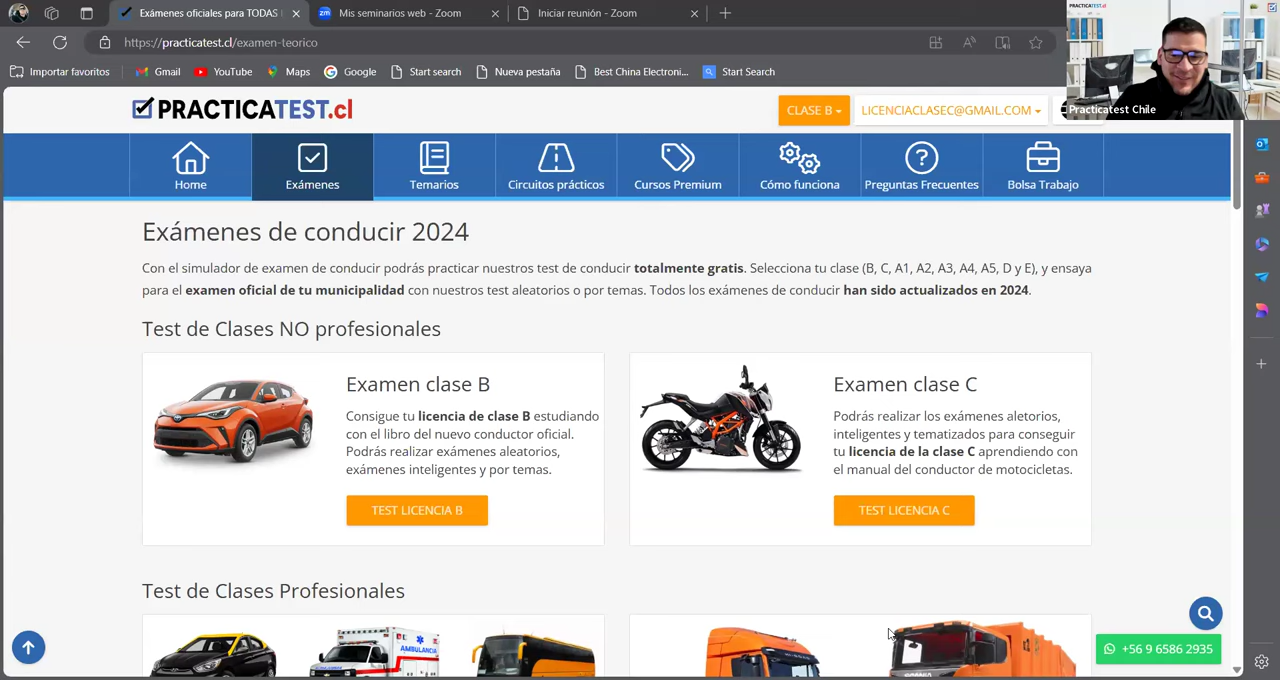 Exámenes oficiales para TODAS
Mis seminarios web - Zoom
Iniciar reunión - Zoom
https://practicatest.cl/examen-teorico
Importar favoritos
Gmail
YouTube
Maps
Google
Start search
Nueva pestaña
Best China Electroni...
Start Search
PRACTICATEST.cl
Practicatest Chile
PRACTICATEST.cl
CLASE B
LICENCIACLASEC@GMAIL.COM
Home
Exámenes
Temarios
Circuitos prácticos
Cursos Premium
Cómo funciona
Preguntas Frecuentes
Bolsa Trabajo
Exámenes de conducir 2024
Con el simulador de examen de conducir podrás practicar nuestros test de conducir totalmente gratis. Selecciona tu clase (B, C, A1, A2, A3, A4, A5, D y E), y ensaya
para el examen oficial de tu municipalidad con nuestros test aleatorios o por temas. Todos los exámenes de conducir han sido actualizados en 2024.
Test de Clases NO profesionales
Examen clase B
Consigue tu licencia de clase B estudiando
con el libro del nuevo conductor oficial.
Podrás realizar exámenes aleatorios,
exámenes inteligentes y por temas.
TEST LICENCIA B
Examen clase C
Podrás realizar los exámenes aletorios,
inteligentes y tematizados para conseguir
tu licencia de la clase C aprendiendo con
el manual del conductor de motocicletas.
TEST LICENCIA C
Test de Clases Profesionales
AMBULANCIA
+56 9 6586 2935